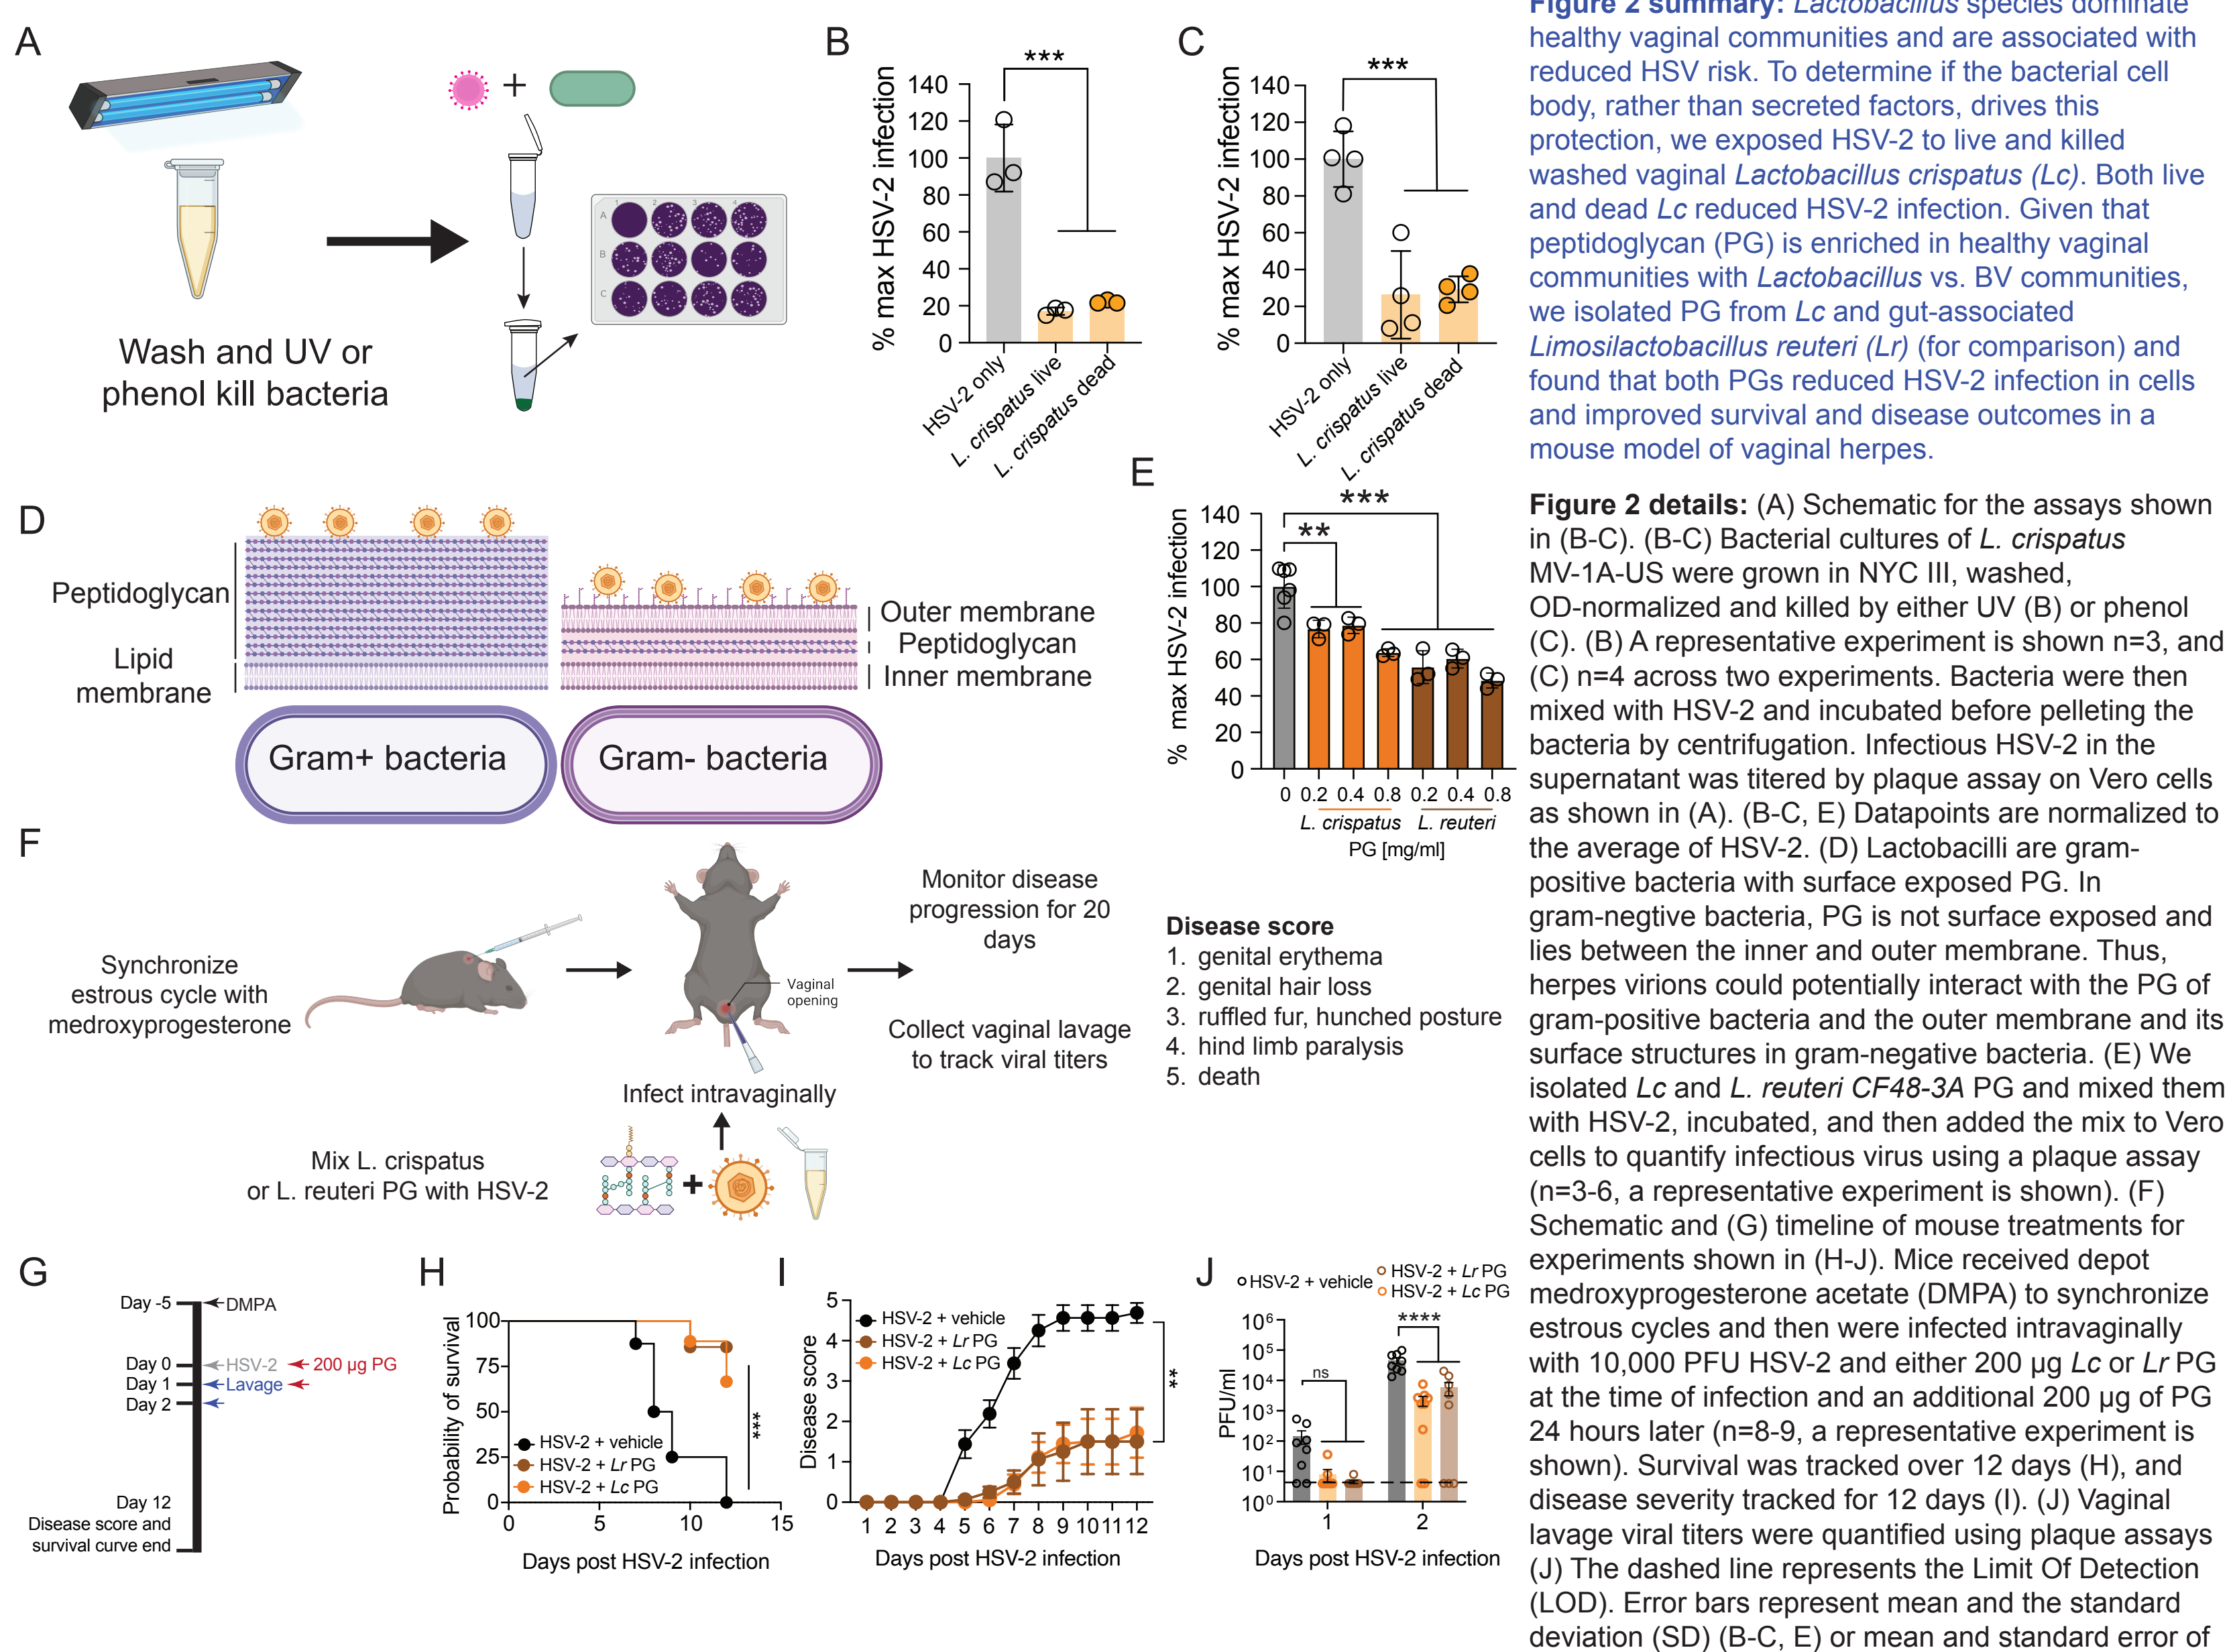 A
Wash and UV or
phenol kill bacteria
+
1 2 3 4
A
B
C
B
***
% max HSV-2 infection
140
120
100
80
60
40
20
0
HSV-2 only
L. crispatus live
L. crispatus dead
C
***
% max HSV-2 infection
140
120
100
80
60
40
20
0
HSV-2 only
L. crispatus live
L. crispatus dead
D
Peptidoglycan
Lipid
membrane
Outer membrane
Peptidoglycan
Inner membrane
Gram+ bacteria
Gram- bacteria
E
***
**
% max HSV-2 infection
140
120
100
80
60
40
20
0
0 0.2 0.4 0.8 0.2 0.4 0.8
L. crispatus L. reuteri
PG [mg/ml]
F
Synchronize
estrous cycle with
medroxyprogesterone
Vaginal
opening
Infect intravaginally
Mix L. crispatus
or L. reuteri PG with HSV-2
+
Monitor disease
progression for 20
days
Collect vaginal lavage
to track viral titers
Disease score
1. genital erythema
2. genital hair loss
3. ruffled fur, hunched posture
4. hind limb paralysis
5. death
G
Day -5 DMPA
Day 0 HSV-2 200 µg PG
Day 1 Lavage
Day 2
Day 12
Disease score and
survival curve end
H
Probability of survival
100
75
50
25
0
HSV-2 + vehicle
HSV-2 + Lr PG
HSV-2 + Lc PG
***
0 5 10 15
Days post HSV-2 infection
I
Disease score
5
4
3
2
1
0
HSV-2 + vehicle
HSV-2 + Lr PG
HSV-2 + Lc PG
**
1 2 3 4 5 6 7 8 9 10 11 12
Days post HSV-2 infection
J
HSV-2 + vehicle
HSV-2 + Lr PG
HSV-2 + Lc PG
PFU/ml
10^6
10^5
10^4
10^3
10^2
10^1
10^0
ns
****
1 2
Days post HSV-2 infection
Figure 2 summary: Lactobacillus species dominate
healthy vaginal communities and are associated with
reduced HSV risk. To determine if the bacterial cell
body, rather than secreted factors, drives this
protection, we exposed HSV-2 to live and killed
washed vaginal Lactobacillus crispatus (Lc). Both live
and dead Lc reduced HSV-2 infection. Given that
peptidoglycan (PG) is enriched in healthy vaginal
communities with Lactobacillus vs. BV communities,
we isolated PG from Lc and gut-associated
Limosilactobacillus reuteri (Lr) (for comparison) and
found that both PGs reduced HSV-2 infection in cells
and improved survival and disease outcomes in a
mouse model of vaginal herpes.
Figure 2 details: (A) Schematic for the assays shown
in (B-C). (B-C) Bacterial cultures of L. crispatus
MV-1A-US were grown in NYC III, washed,
OD-normalized and killed by either UV (B) or phenol
(C). (B) A representative experiment is shown n=3, and
(C) n=4 across two experiments. Bacteria were then
mixed with HSV-2 and incubated before pelleting the
bacteria by centrifugation. Infectious HSV-2 in the
supernatant was titered by plaque assay on Vero cells
as shown in (A). (B-C, E) Datapoints are normalized to
the average of HSV-2. (D) Lactobacilli are gram-
positive bacteria with surface exposed PG. In
gram-negtive bacteria, PG is not surface exposed and
lies between the inner and outer membrane. Thus,
herpes virions could potentially interact with the PG of
gram-positive bacteria and the outer membrane and its
surface structures in gram-negative bacteria. (E) We
isolated Lc and L. reuteri CF48-3A PG and mixed them
with HSV-2, incubated, and then added the mix to Vero
cells to quantify infectious virus using a plaque assay
(n=3-6, a representative experiment is shown). (F)
Schematic and (G) timeline of mouse treatments for
experiments shown in (H-J). Mice received depot
medroxyprogesterone acetate (DMPA) to synchronize
estrous cycles and then were infected intravaginally
with 10,000 PFU HSV-2 and either 200 µg Lc or Lr PG
at the time of infection and an additional 200 µg of PG
24 hours later (n=8-9, a representative experiment is
shown). Survival was tracked over 12 days (H), and
disease severity tracked for 12 days (I). (J) Vaginal
lavage viral titers were quantified using plaque assays
(J) The dashed line represents the Limit Of Detection
(LOD). Error bars represent mean and the standard
deviation (SD) (B-C, E) or mean and standard error of